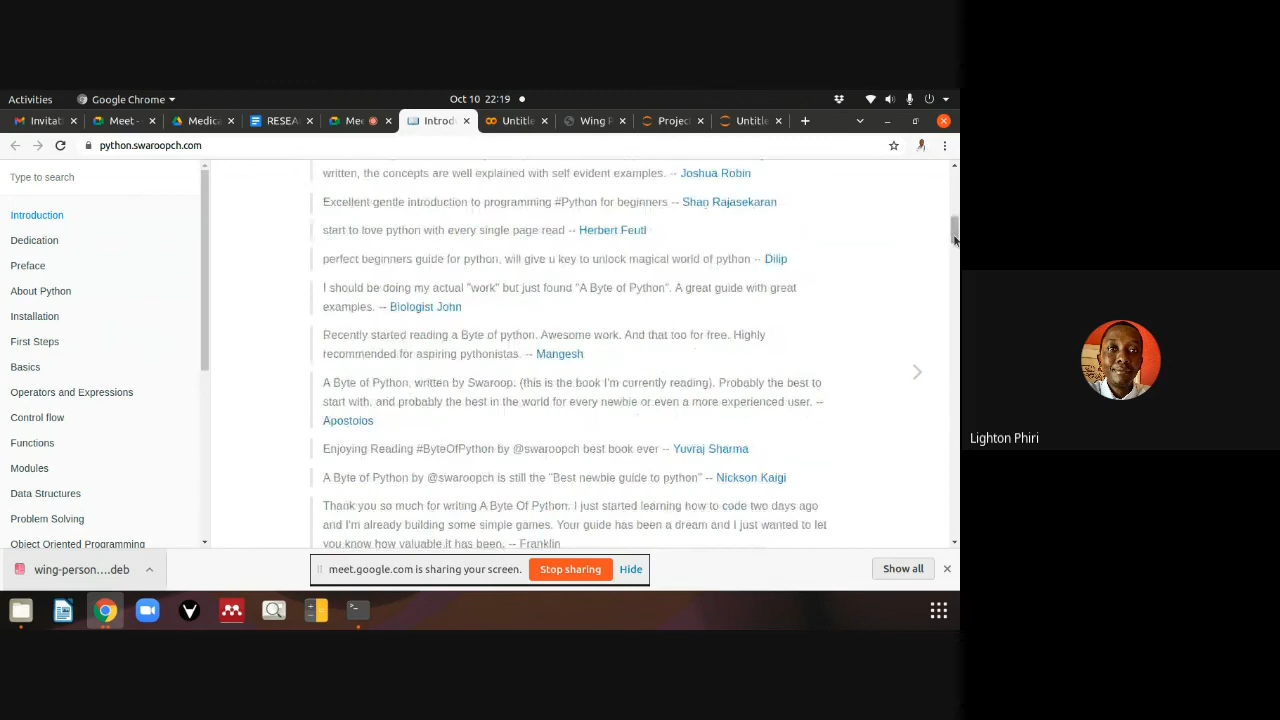 Activities
Google Chrome
Oct 10 22:19
Invitat
Meet -
Medica
RESEA
Mee
Introd
Untitle
Wing P
Projec
Untitle
python.swaroopch.com
Type to search
Introduction
Dedication
Preface
About Python
Installation
First Steps
Basics
Operators and Expressions
Control flow
Functions
Modules
Data Structures
Problem Solving
Object Oriented Programming
written, the concepts are well explained with self evident examples. -- Joshua Robin
Excellent gentle introduction to programming #Python for beginners -- Shan Rajasekaran
start to love python with every single page read -- Herbert Feutl
perfect beginners guide for python, will give u key to unlock magical world of python -- Dilip
I should be doing my actual "work" but just found "A Byte of Python". A great guide with great
examples. -- Biologist John
Recently started reading a Byte of python. Awesome work. And that too for free. Highly
recommended for aspiring pythonistas. -- Mangesh
A Byte of Python, written by Swaroop. (this is the book I'm currently reading). Probably the best to
start with, and probably the best in the world for every newbie or even a more experienced user. --
Apostolos
Enjoying Reading #ByteOfPython by @swaroopch best book ever -- Yuvraj Sharma
A Byte of Python by @swaroopch is still the "Best newbie guide to python" -- Nickson Kaigi
Thank you so much for writing A Byte Of Python. I just started learning how to code two days ago
and I'm already building some simple games. Your guide has been a dream and I just wanted to let
you know how valuable it has been. -- Franklin
wing-person....deb
meet.google.com is sharing your screen.
Stop sharing
Hide
Show all
Lighton Phiri